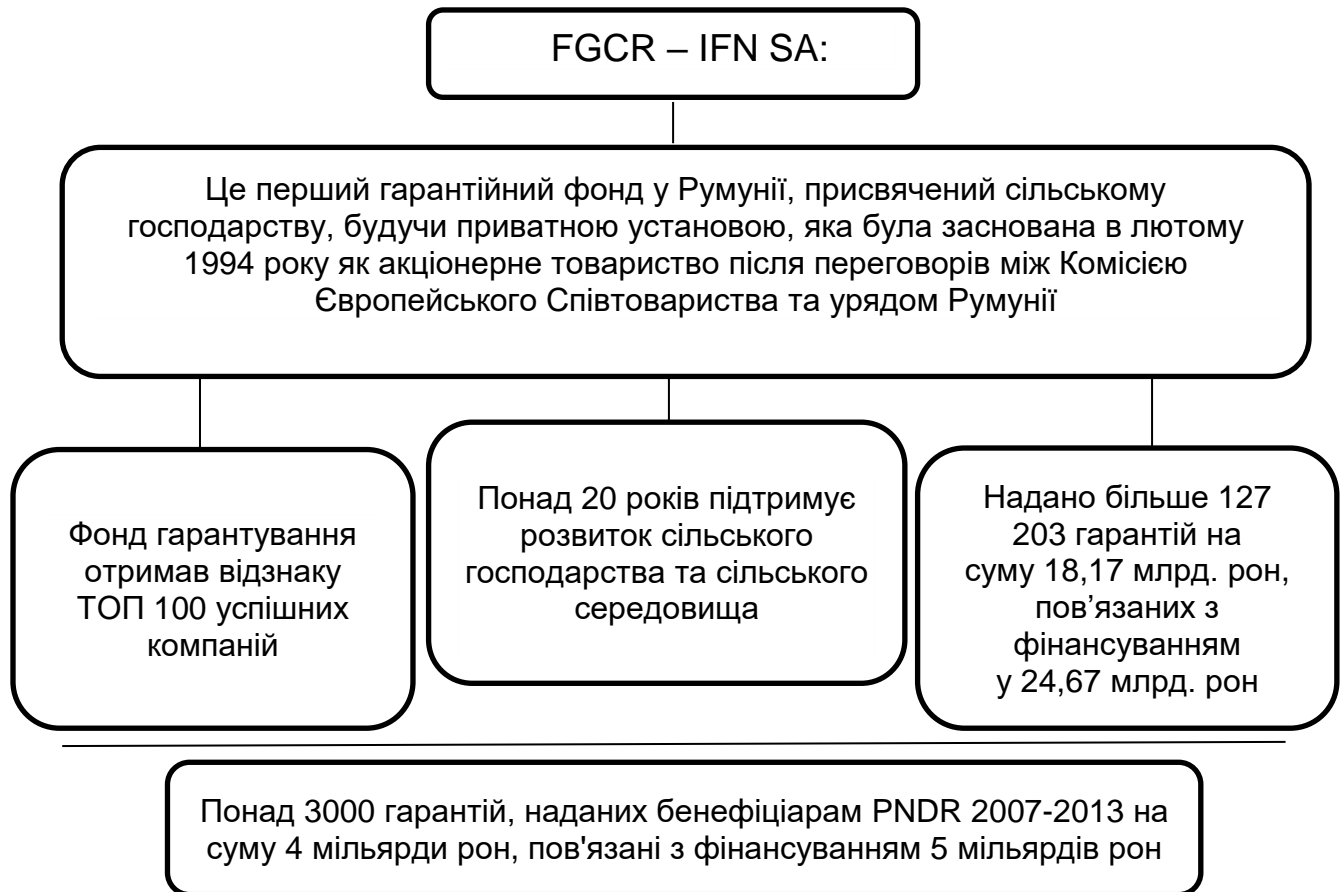 FGCR – IFN SA:
Це перший гарантійний фонд у Румунії, присвячений сільському
господарству, будучи приватною установою, яка була заснована в лютому
1994 року як акціонерне товариство після переговорів між Комісією
Європейського Співтовариства та урядом Румунії
Фонд гарантування
отримав відзнаку
ТОП 100 успішних
компаній
Понад 20 років підтримує
розвиток сільського
господарства та сільського
середовища
Надано більше 127
203 гарантій на
суму 18,17 млрд. рон,
пов’язаних з
фінансуванням
у 24,67 млрд. рон
Понад 3000 гарантій, наданих бенефіціарам PNDR 2007-2013 на
суму 4 мільярди рон, пов'язані з фінансуванням 5 мільярдів рон